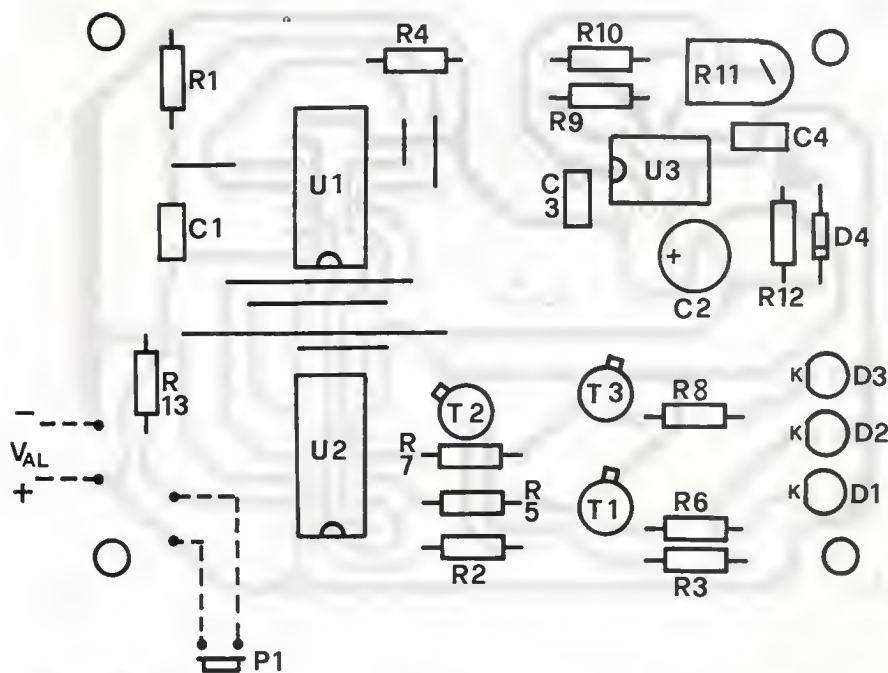 R4
R10
R1
R11
R9
C4
U1
C
3
U3
C1
D4
+
R12
C2
R
13
T3
R8
K
D3
T2
–
VAL
+
U2
R
7
K
D2
R
5
T1
R6
K
D1
R2
R3
P1